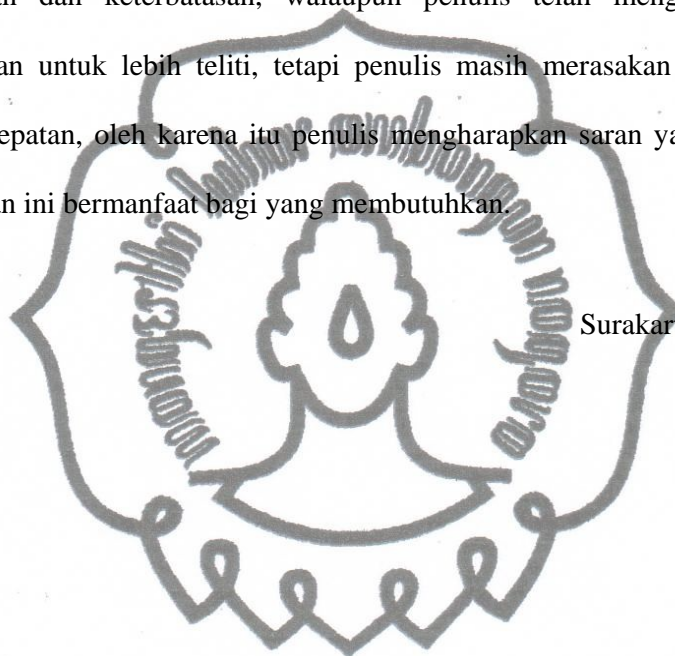 an dan keterbatasan, walaupun penulis telah meng
an untuk lebih teliti, tetapi penulis masih merasakan
epatan, oleh karena itu penulis mengharapkan saran ya
n ini bermanfaat bagi yang membutuhkan.
Surakar